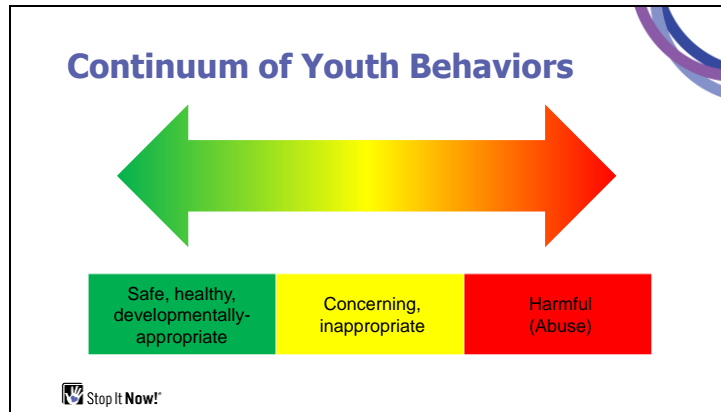 Continuum of Youth Behaviors
Safe, healthy,
developmentally-
appropriate
Concerning,
inappropriate
Harmful
(Abuse)
Stop It Now!